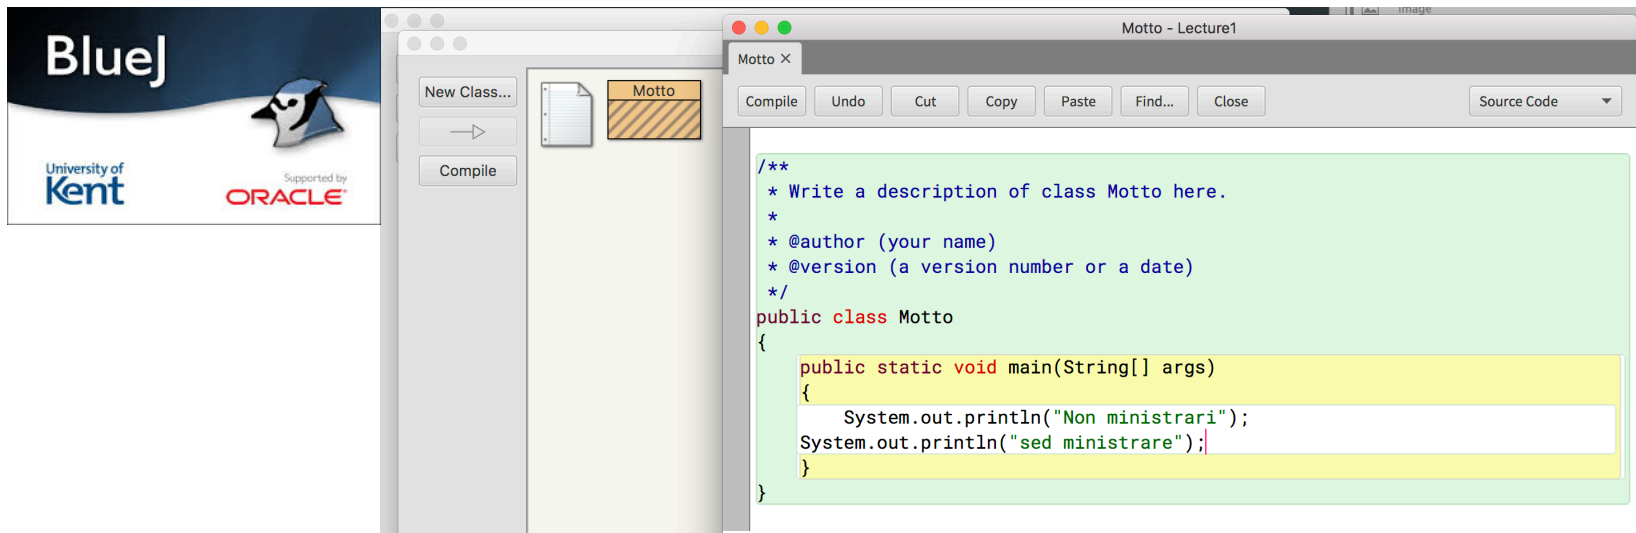 BlueJ
University of
Kent
Supported by
ORACLE
New Class...
Compile
Motto
Image
Motto - Lecture1
Motto
Compile Undo Cut Copy Paste Find... Close Source Code
/**
 * Write a description of class Motto here.
 *
 * @author (your name)
 * @version (a version number or a date)
 */
public class Motto
{
    public static void main(String[] args)
    {
        System.out.println("Non ministrari");
    System.out.println("sed ministrare");
    }
}